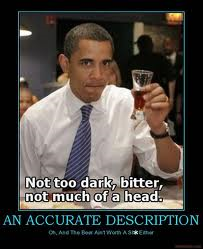 Not too dark, bitter,
not much of a head.
AN ACCURATE DESCRIPTION
Oh, And The Beer Ain't Worth A S#★t Either